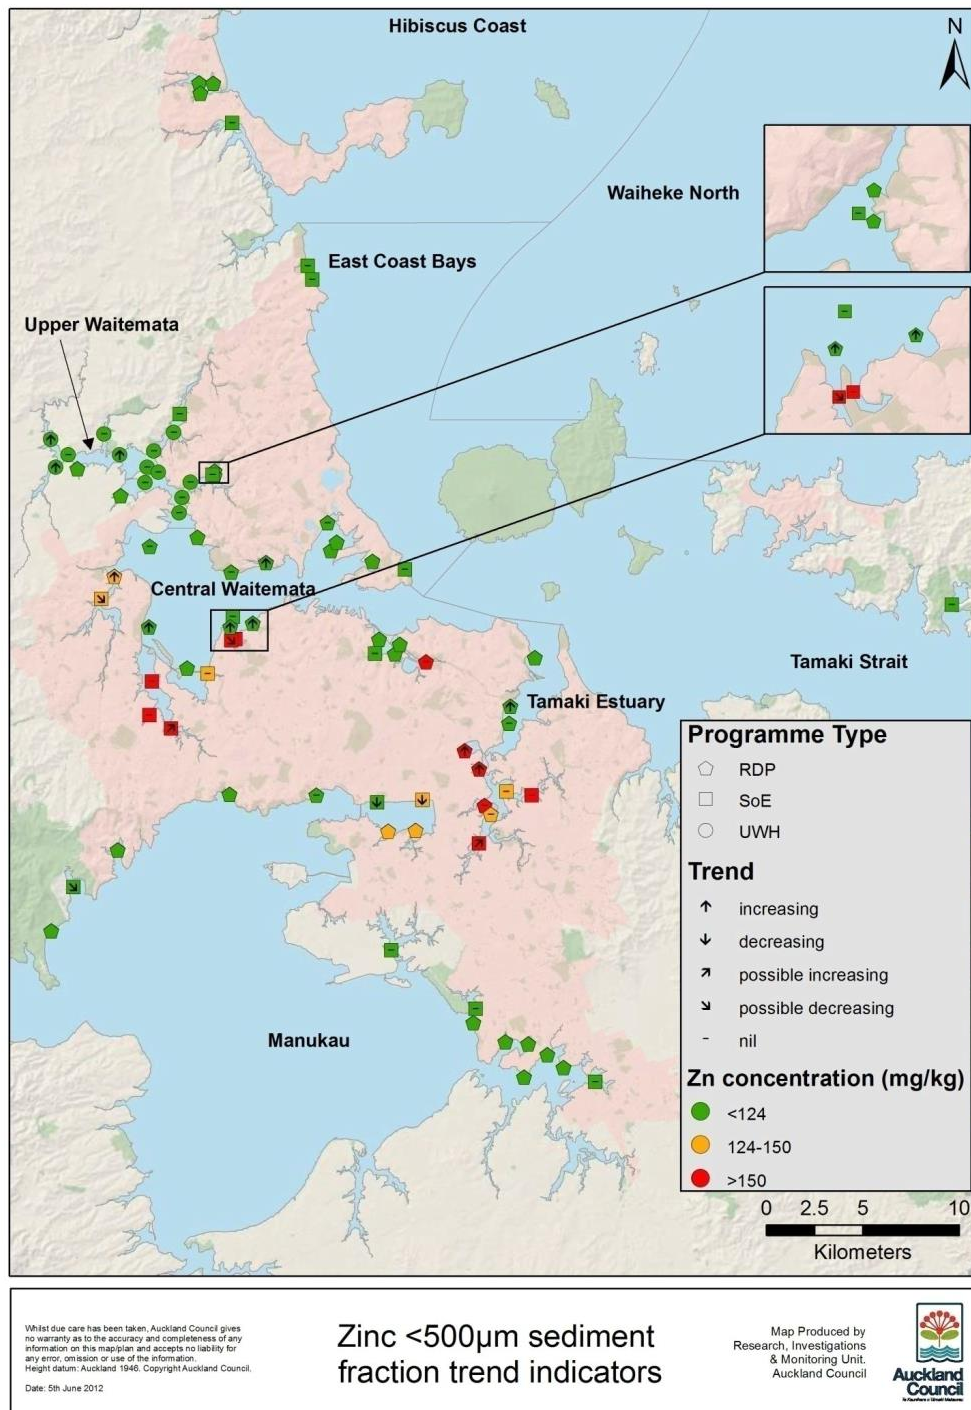 Hibiscus Coast
N
Waiheke North
East Coast Bays
Upper Waitemata
Central Waitemata
Tamaki Strait
Tamaki Estuary
Manukau
Programme Type
RDP
SoE
UWH
Trend
increasing
decreasing
possible increasing
possible decreasing
nil
Zn concentration (mg/kg)
<124
124-150
>150
0 2.5 5 10
Kilometers
Whilst due care has been taken, Auckland Council gives
no warranty as to the accuracy and completeness of any
information on this map/plan and accepts no liability for
any error, omission or use of the information.
Height datum: Auckland 1946. Copyright Auckland Council.
Date: 5th June 2012
Zinc <500µm sediment
fraction trend indicators
Map Produced by
Research, Investigations
& Monitoring Unit.
Auckland Council
Auckland
Council